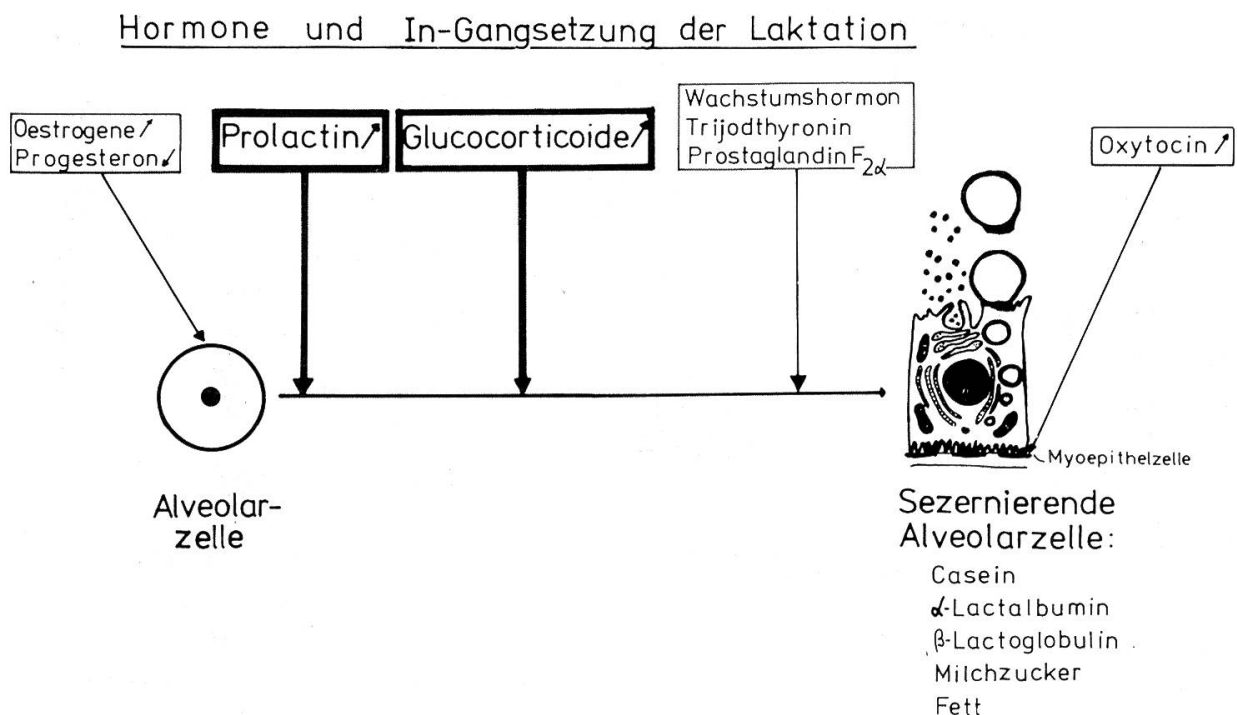 Hormone und In-Gangsetzung der Laktation
Oestrogene ↗
Progesteron ↙
Prolactin ↗
Glucocorticoide ↗
Wachstumshormon
Trijodthyronin
Prostaglandin F2α
Oxytocin ↗
Myoepithelzelle
Alveolar-
zelle
Sezernierende
Alveolarzelle:
Casein
α-Lactalbumin
β-Lactoglobulin
Milchzucker
Fett